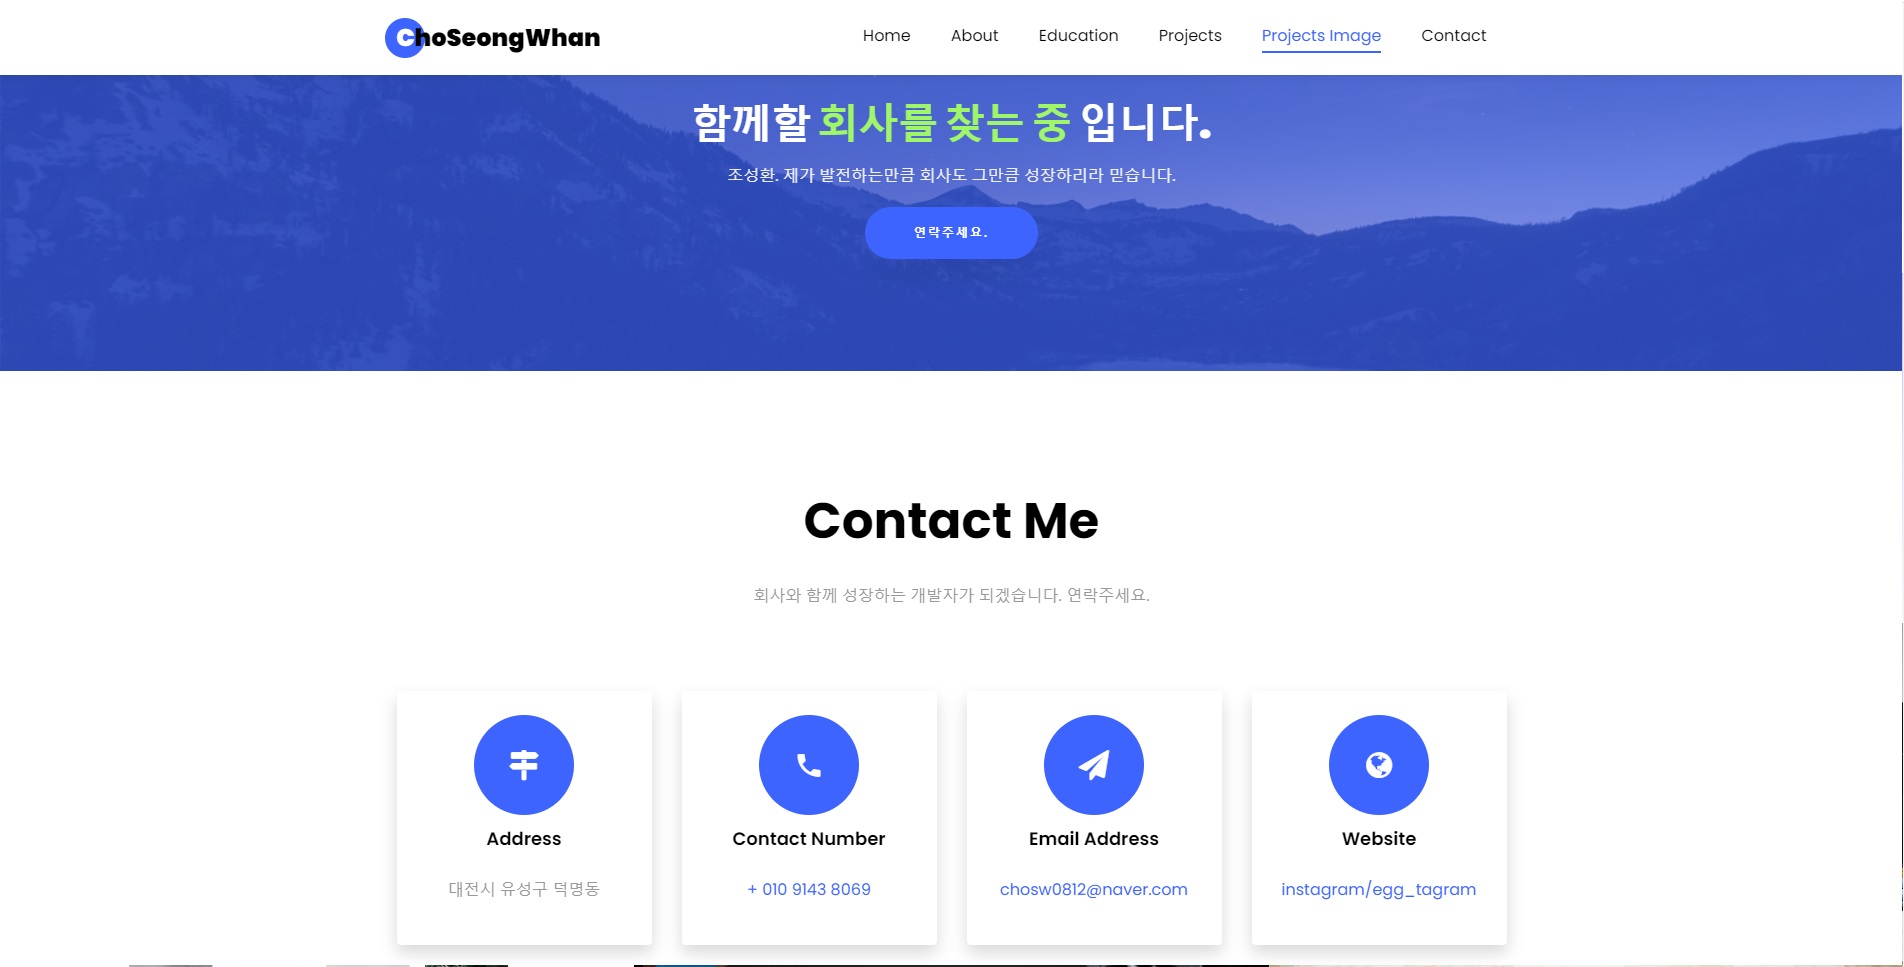 ChoSeongWhan
Home About Education Projects Projects Image Contact
함께할 회사를 찾는 중 입니다.
조성환. 제가 발전하는만큼 회사도 그만큼 성장하리라 믿습니다.
연락주세요.
Contact Me
회사와 함께 성장하는 개발자가 되겠습니다. 연락주세요.
Address
대전시 유성구 덕명동
Contact Number
+ 010 9143 8069
Email Address
chosw0812@naver.com
Website
instagram/egg_tagram